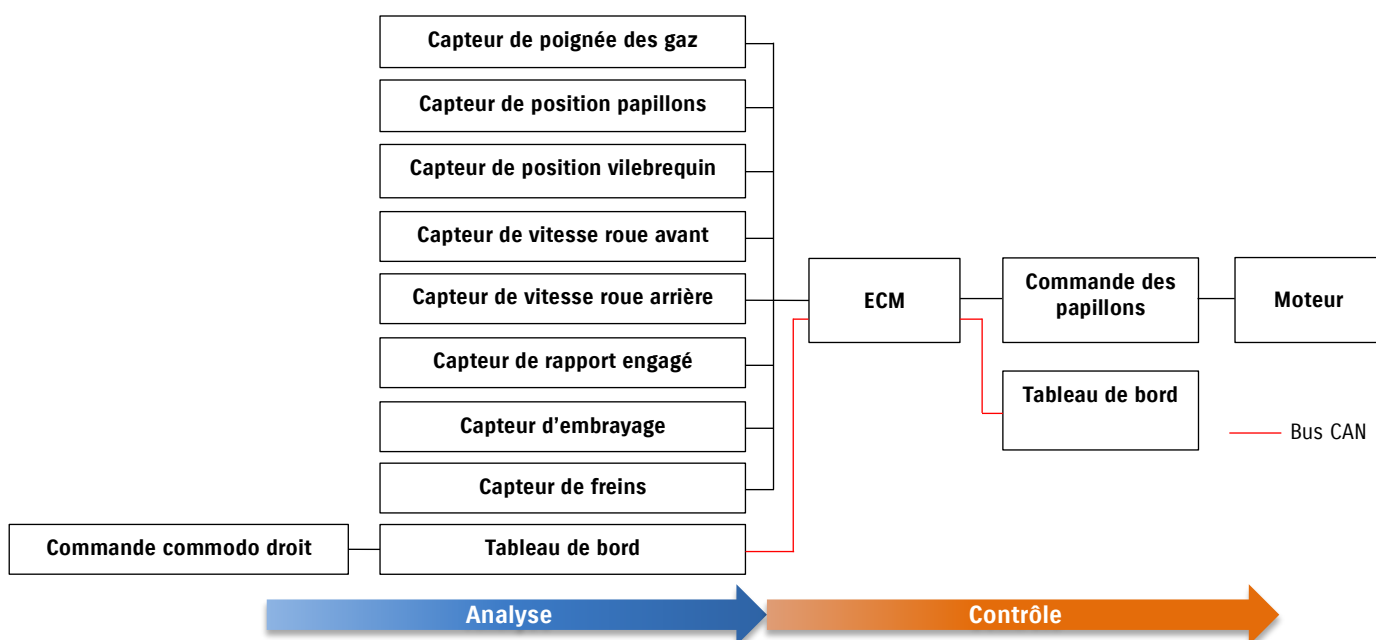 Capteur de poignée des gaz
Capteur de position papillons
Capteur de position vilebrequin
Capteur de vitesse roue avant
Capteur de vitesse roue arrière
Capteur de rapport engagé
Capteur d’embrayage
Capteur de freins
Commande commodo droit
Tableau de bord
ECM
Commande des
papillons
Moteur
Tableau de bord
Bus CAN
Analyse
Contrôle